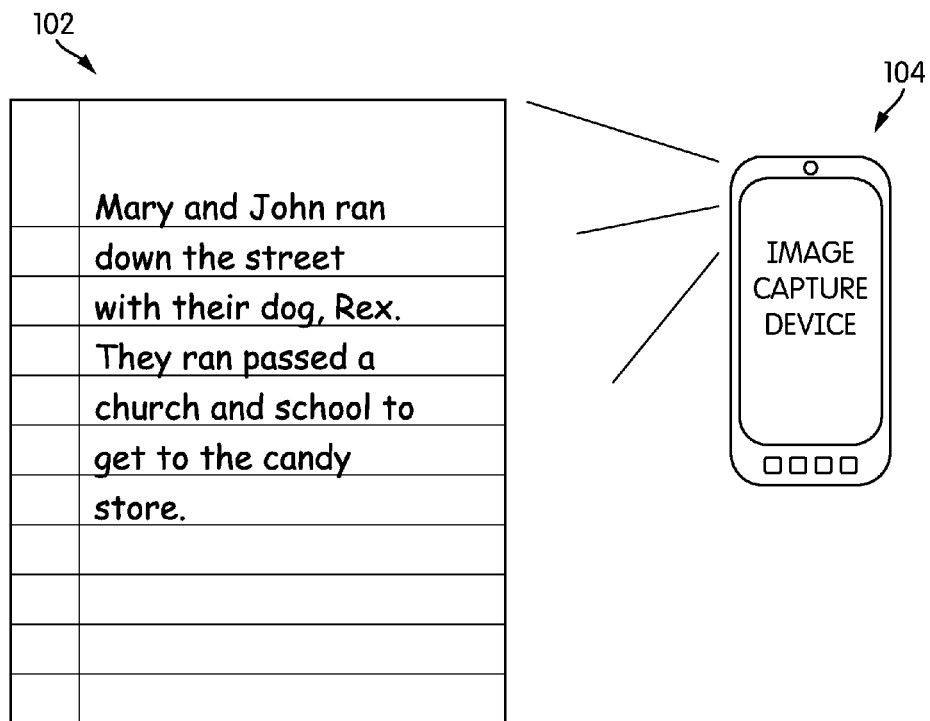 102
104
Mary and John ran
down the street
with their dog, Rex.
They ran passed a
church and school to
get to the candy
store.
IMAGE
CAPTURE
DEVICE